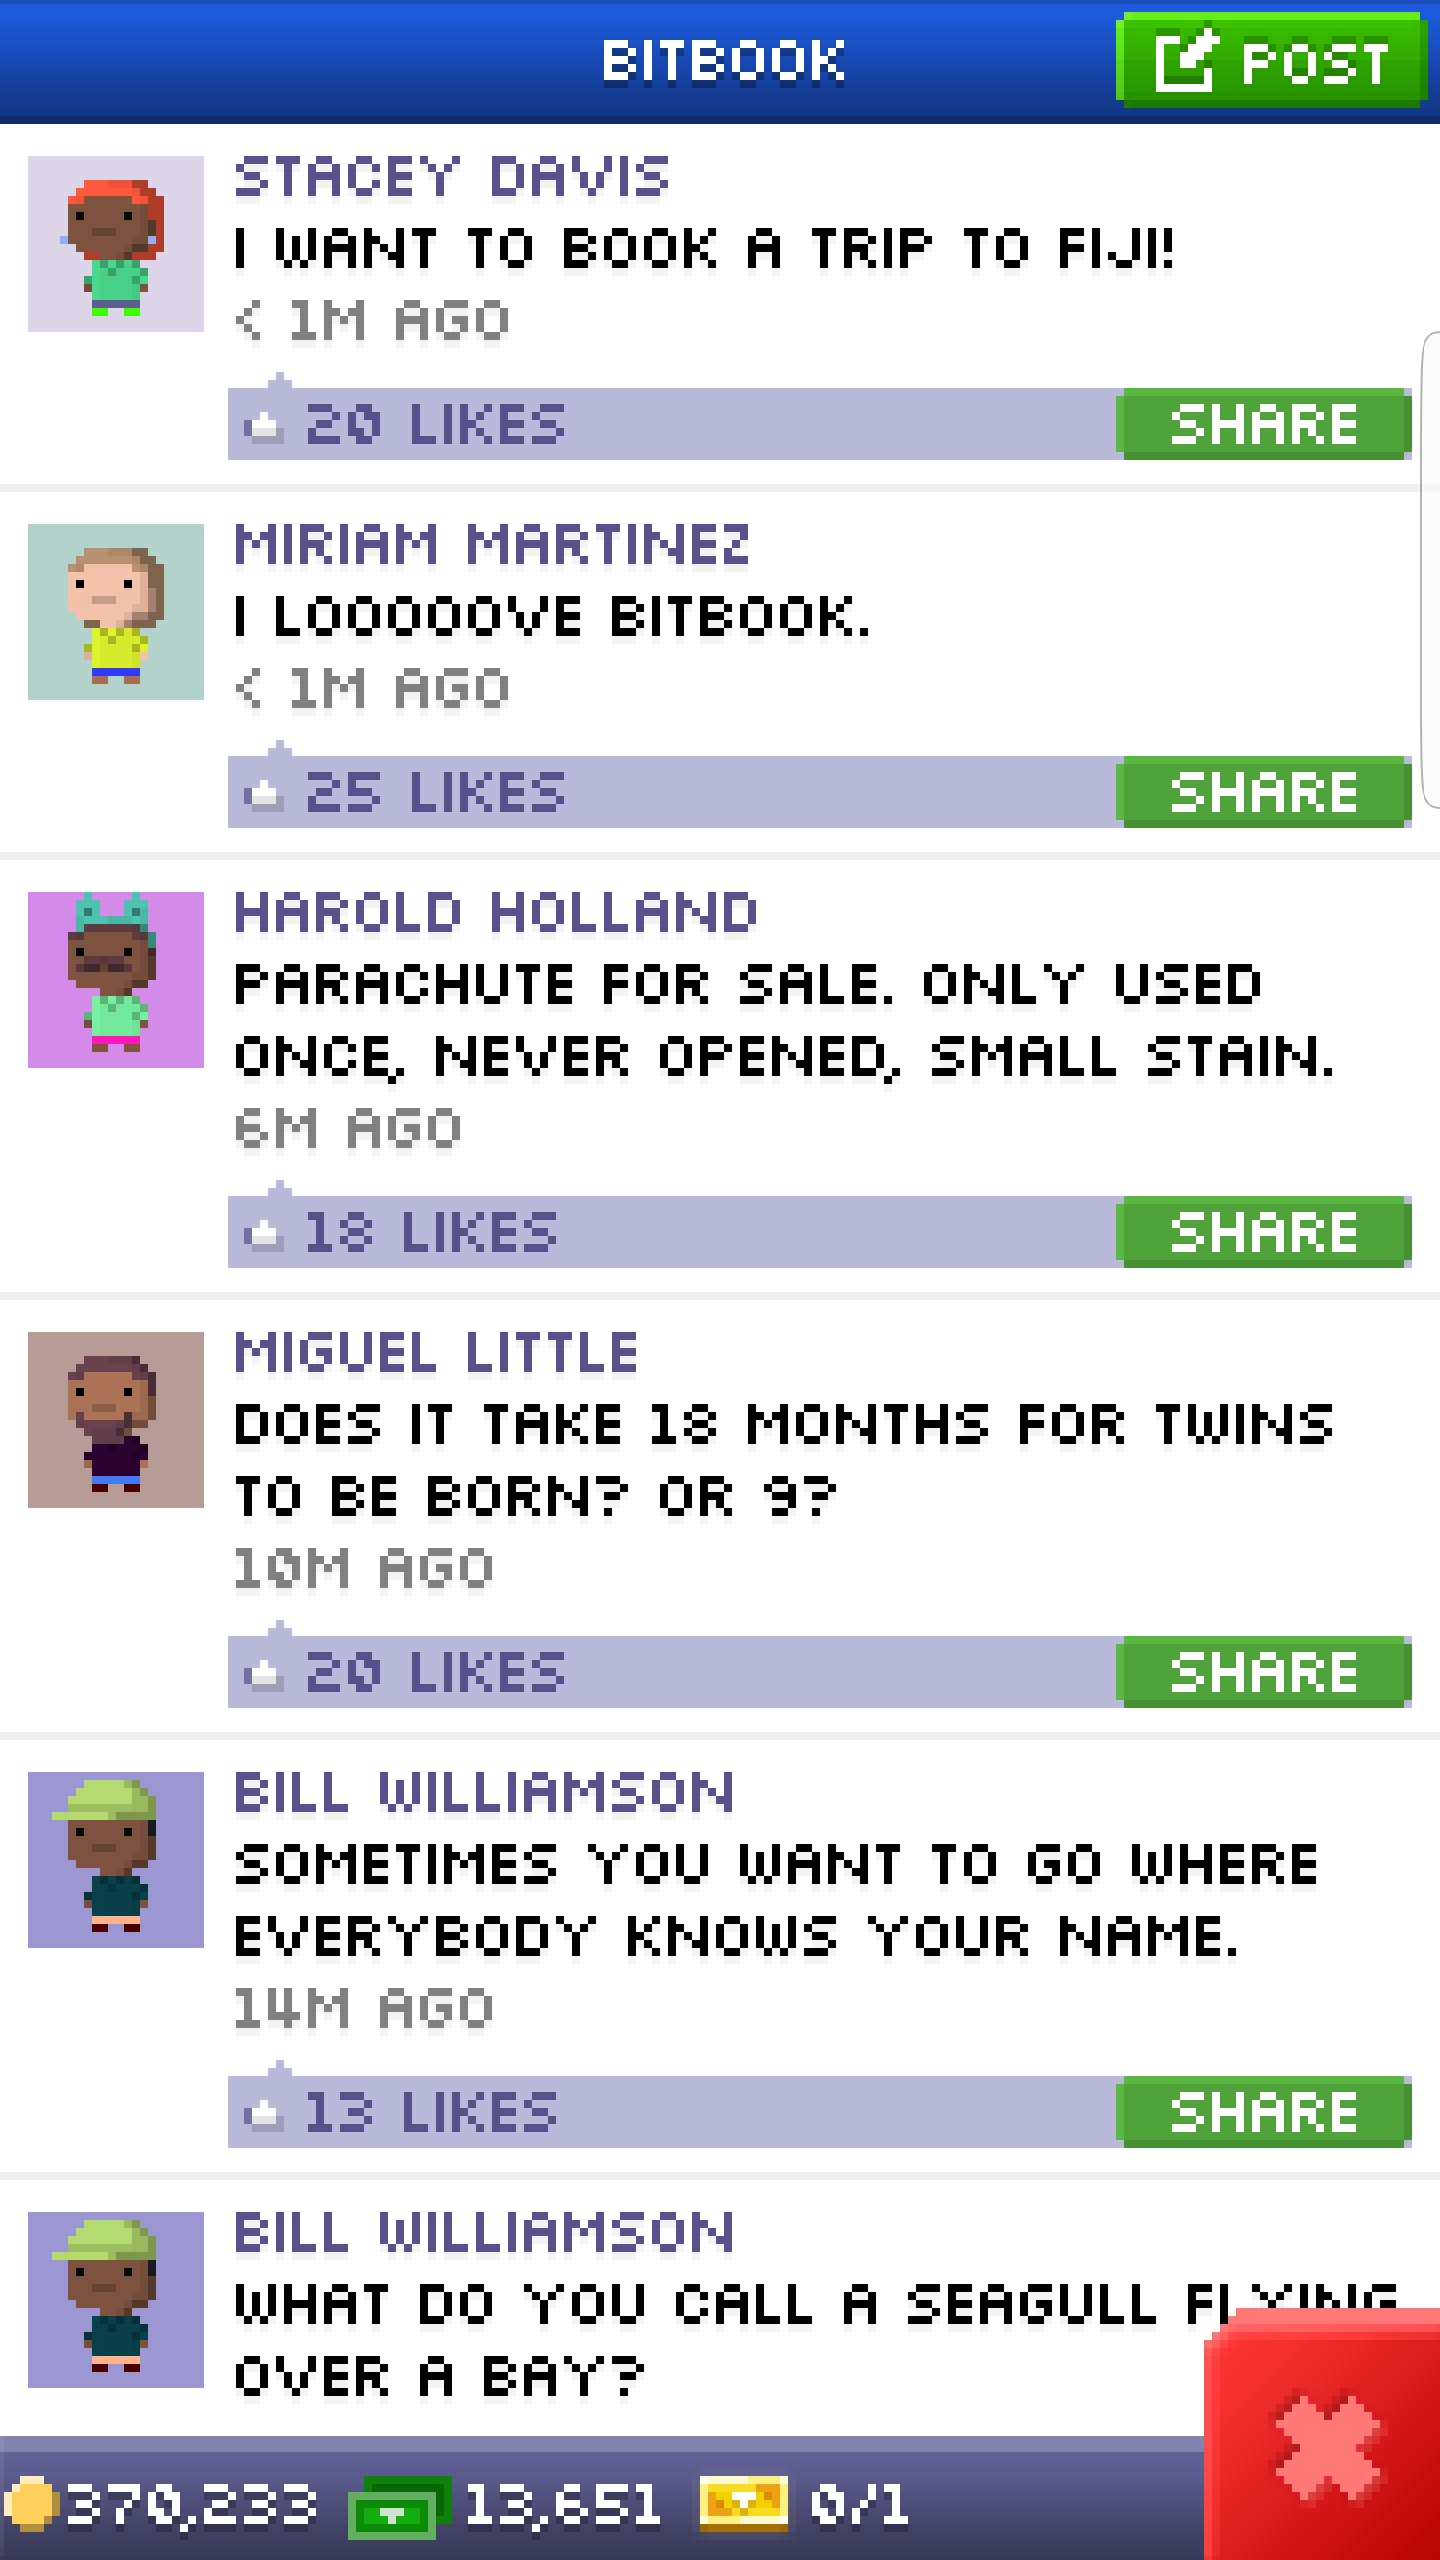 BITBOOK
POST
STACEY DAVIS
I WANT TO BOOK A TRIP TO FIJI!
< 1M AGO
20 LIKES
SHARE
MIRIAM MARTINEZ
I LOOOOOVE BITBOOK.
< 1M AGO
25 LIKES
SHARE
HAROLD HOLLAND
PARACHUTE FOR SALE. ONLY USED
ONCE, NEVER OPENED, SMALL STAIN.
6M AGO
18 LIKES
SHARE
MIGUEL LITTLE
DOES IT TAKE 18 MONTHS FOR TWINS
TO BE BORN? OR 9?
10M AGO
20 LIKES
SHARE
BILL WILLIAMSON
SOMETIMES YOU WANT TO GO WHERE
EVERYBODY KNOWS YOUR NAME.
14M AGO
13 LIKES
SHARE
BILL WILLIAMSON
WHAT DO YOU CALL A SEAGULL FLYING
OVER A BAY?
370,233 13,651 0/1